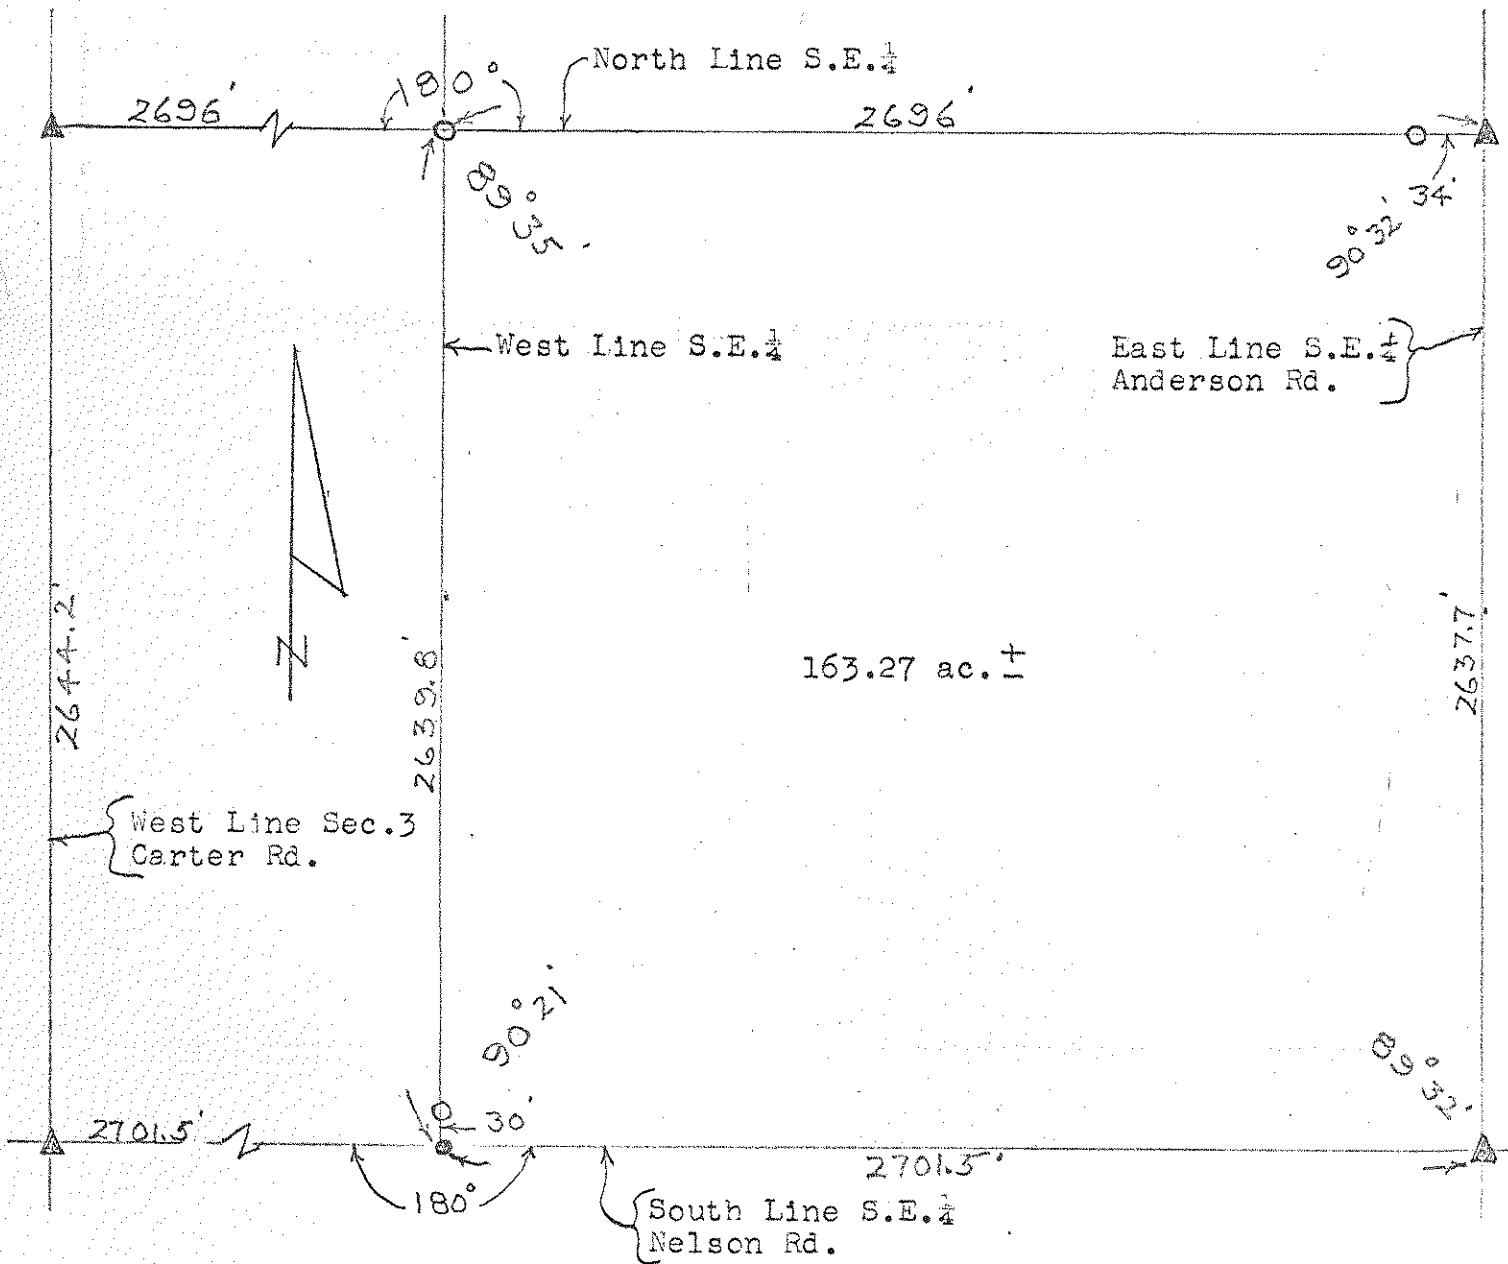 North Line S.E.¼
180°
2696'
2696'
89°35'
34'
90°32'
West Line S.E.¼
East Line S.E.¼
Anderson Rd.
N
2644.2'
2639.8'
2637.7'
163.27 ac.±
West Line Sec.3
Carter Rd.
90°21'
89°32'
30'
2701.5'
2701.5'
180°
South Line S.E.¼
Nelson Rd.